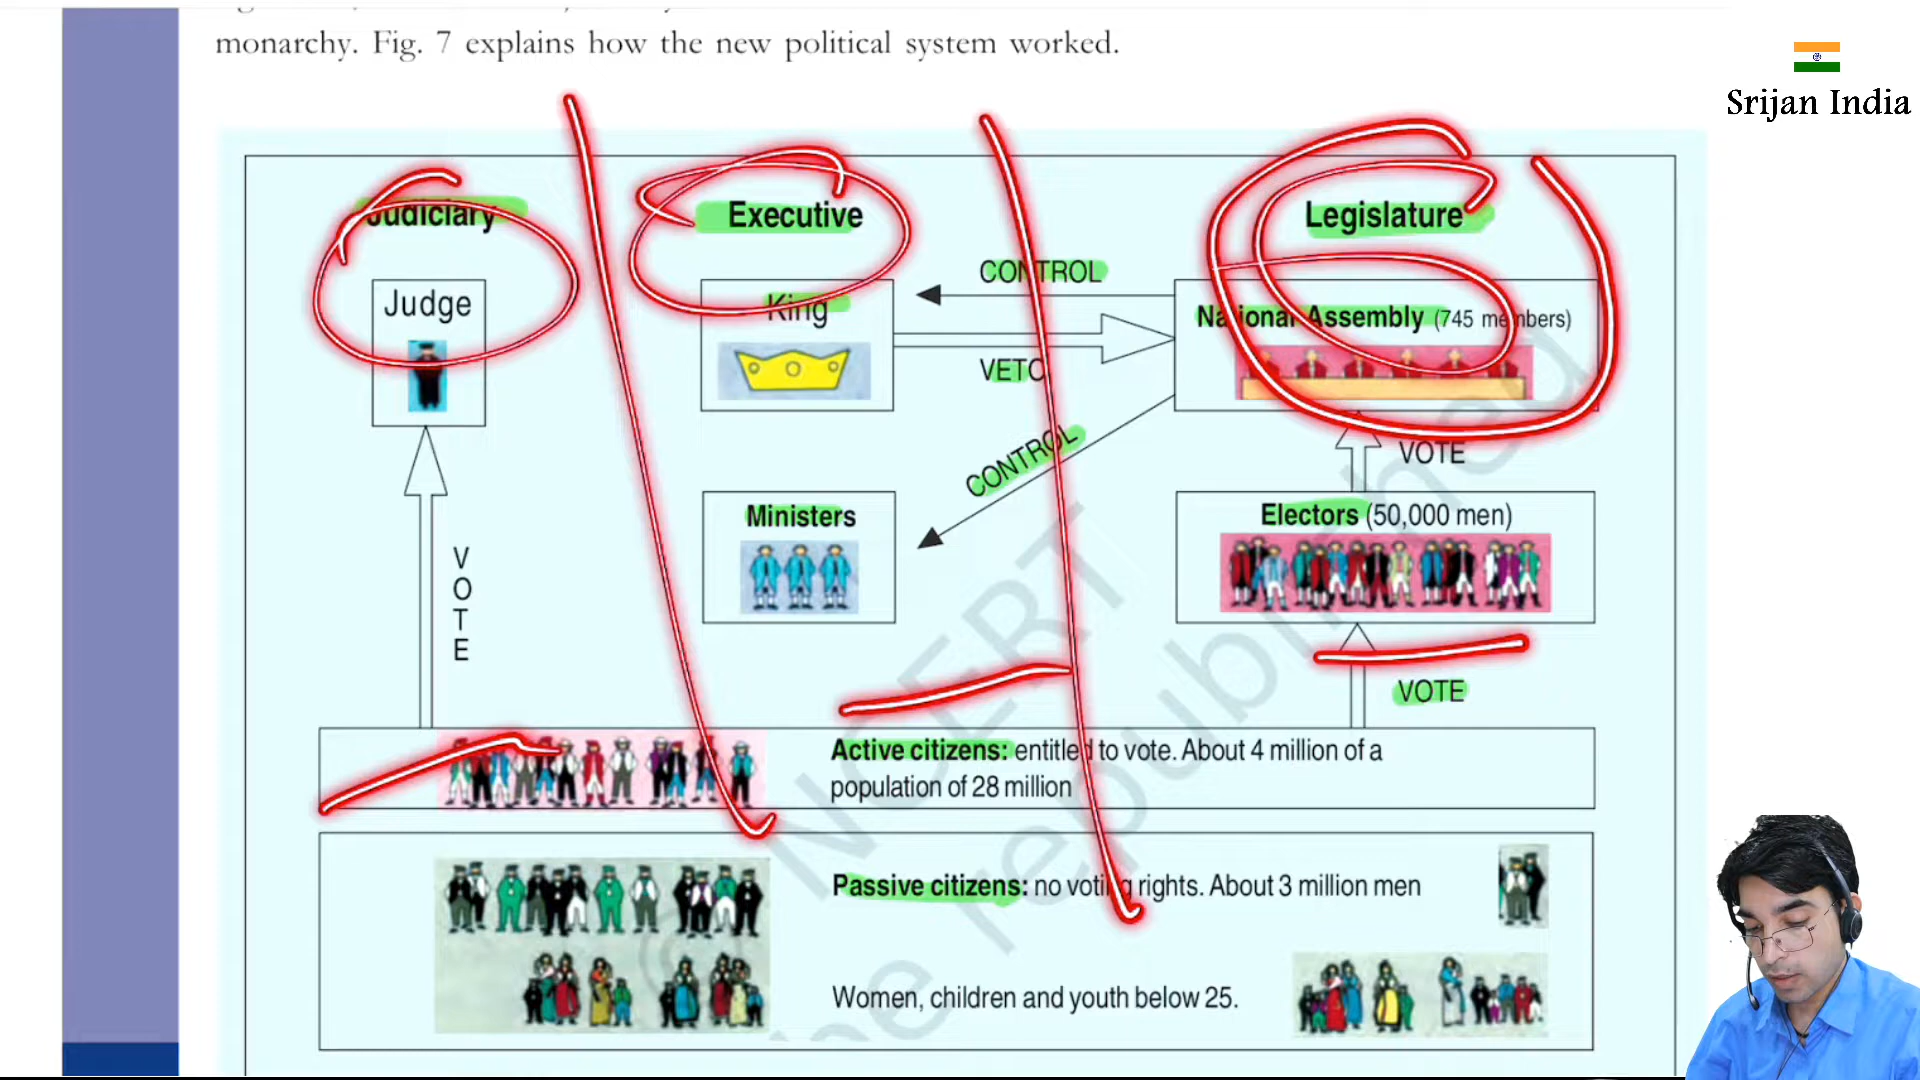 monarchy. Fig. 7 explains how the new political system worked.
Srijan India
Judiciary
Executive
Legislature
CONTROL
Judge
King
National Assembly (745 members)
VETO
CONTROL
VOTE
Ministers
Electors (50,000 men)
VOTE
VOTE
Active citizens: entitled to vote. About 4 million of a
population of 28 million
Passive citizens: no voting rights. About 3 million men
Women, children and youth below 25.
© NCERT
be republished